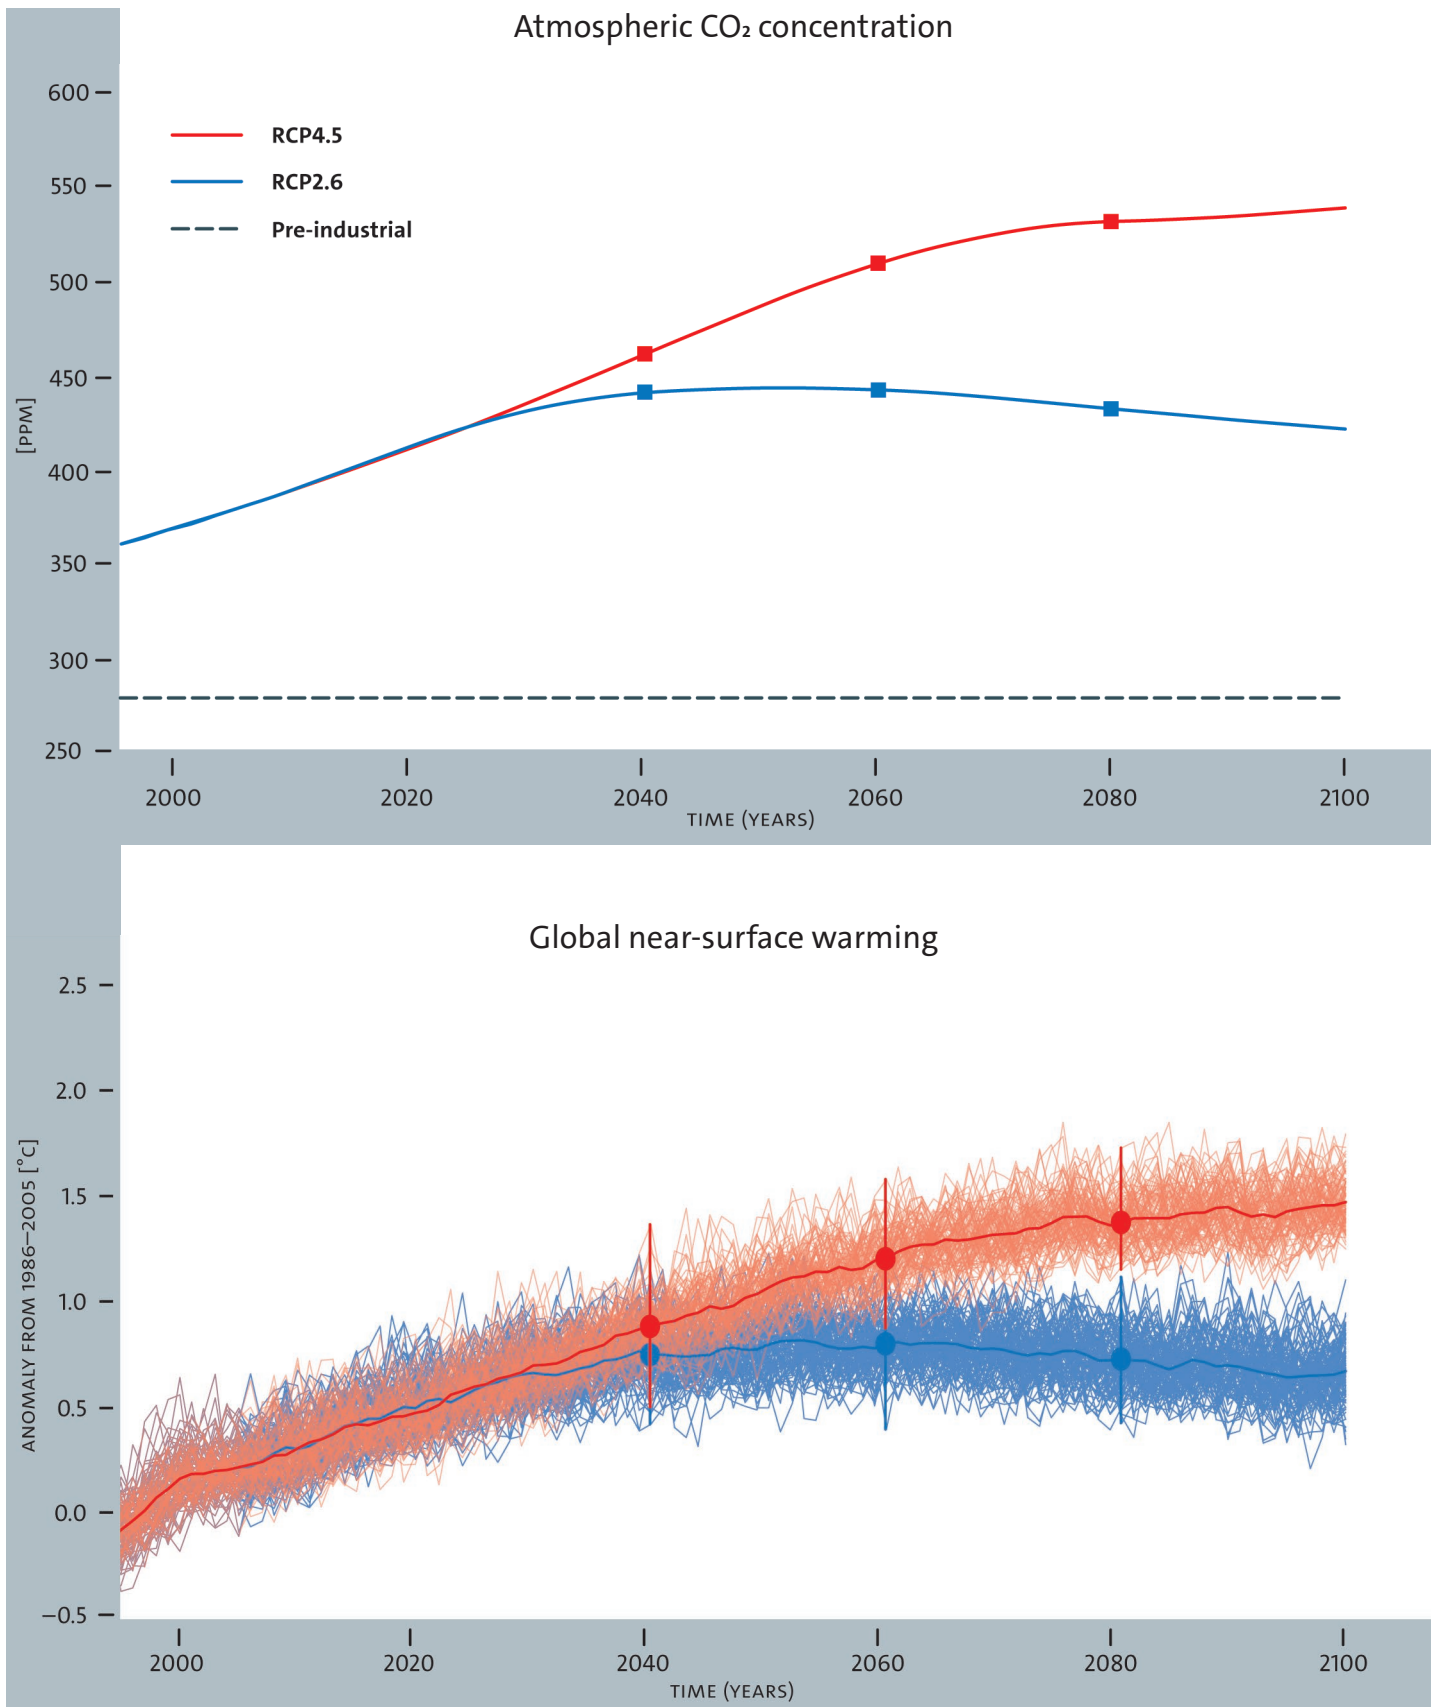 Atmospheric CO₂ concentration
600
RCP4.5
550
RCP2.6
Pre-industrial
500
450
[PPM]
400
350
300
250
2000 2020 2040 2060 2080 2100
TIME (YEARS)
Global near-surface warming
2.5
2.0
ANOMALY FROM 1986–2005 [°C]
1.5
1.0
0.5
0.0
−0.5
2000 2020 2040 2060 2080 2100
TIME (YEARS)